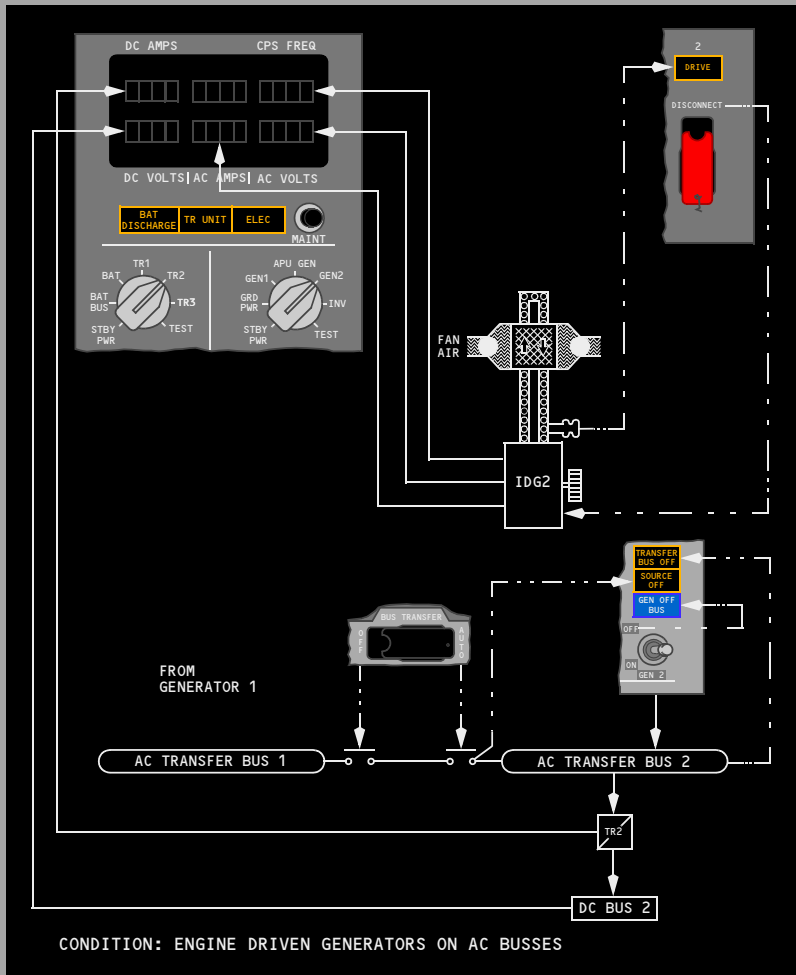 DC AMPS
CPS FREQ
DC VOLTS
AC AMPS
AC VOLTS
BAT
DISCHARGE
TR UNIT
ELEC
MAINT
TR1
BAT
TR2
BAT
BUS
TR3
STBY
PWR
TEST
APU GEN
GEN1
GEN2
GRD
PWR
INV
STBY
PWR
TEST
2
DRIVE
DISCONNECT
FAN
AIR
IDG2
TRANSFER
BUS OFF
SOURCE
OFF
GEN OFF
BUS
OFF
ON
GEN 2
BUS TRANSFER
OFF
AUTO
FROM
GENERATOR 1
AC TRANSFER BUS 1
AC TRANSFER BUS 2
TR2
DC BUS 2
CONDITION: ENGINE DRIVEN GENERATORS ON AC BUSSES